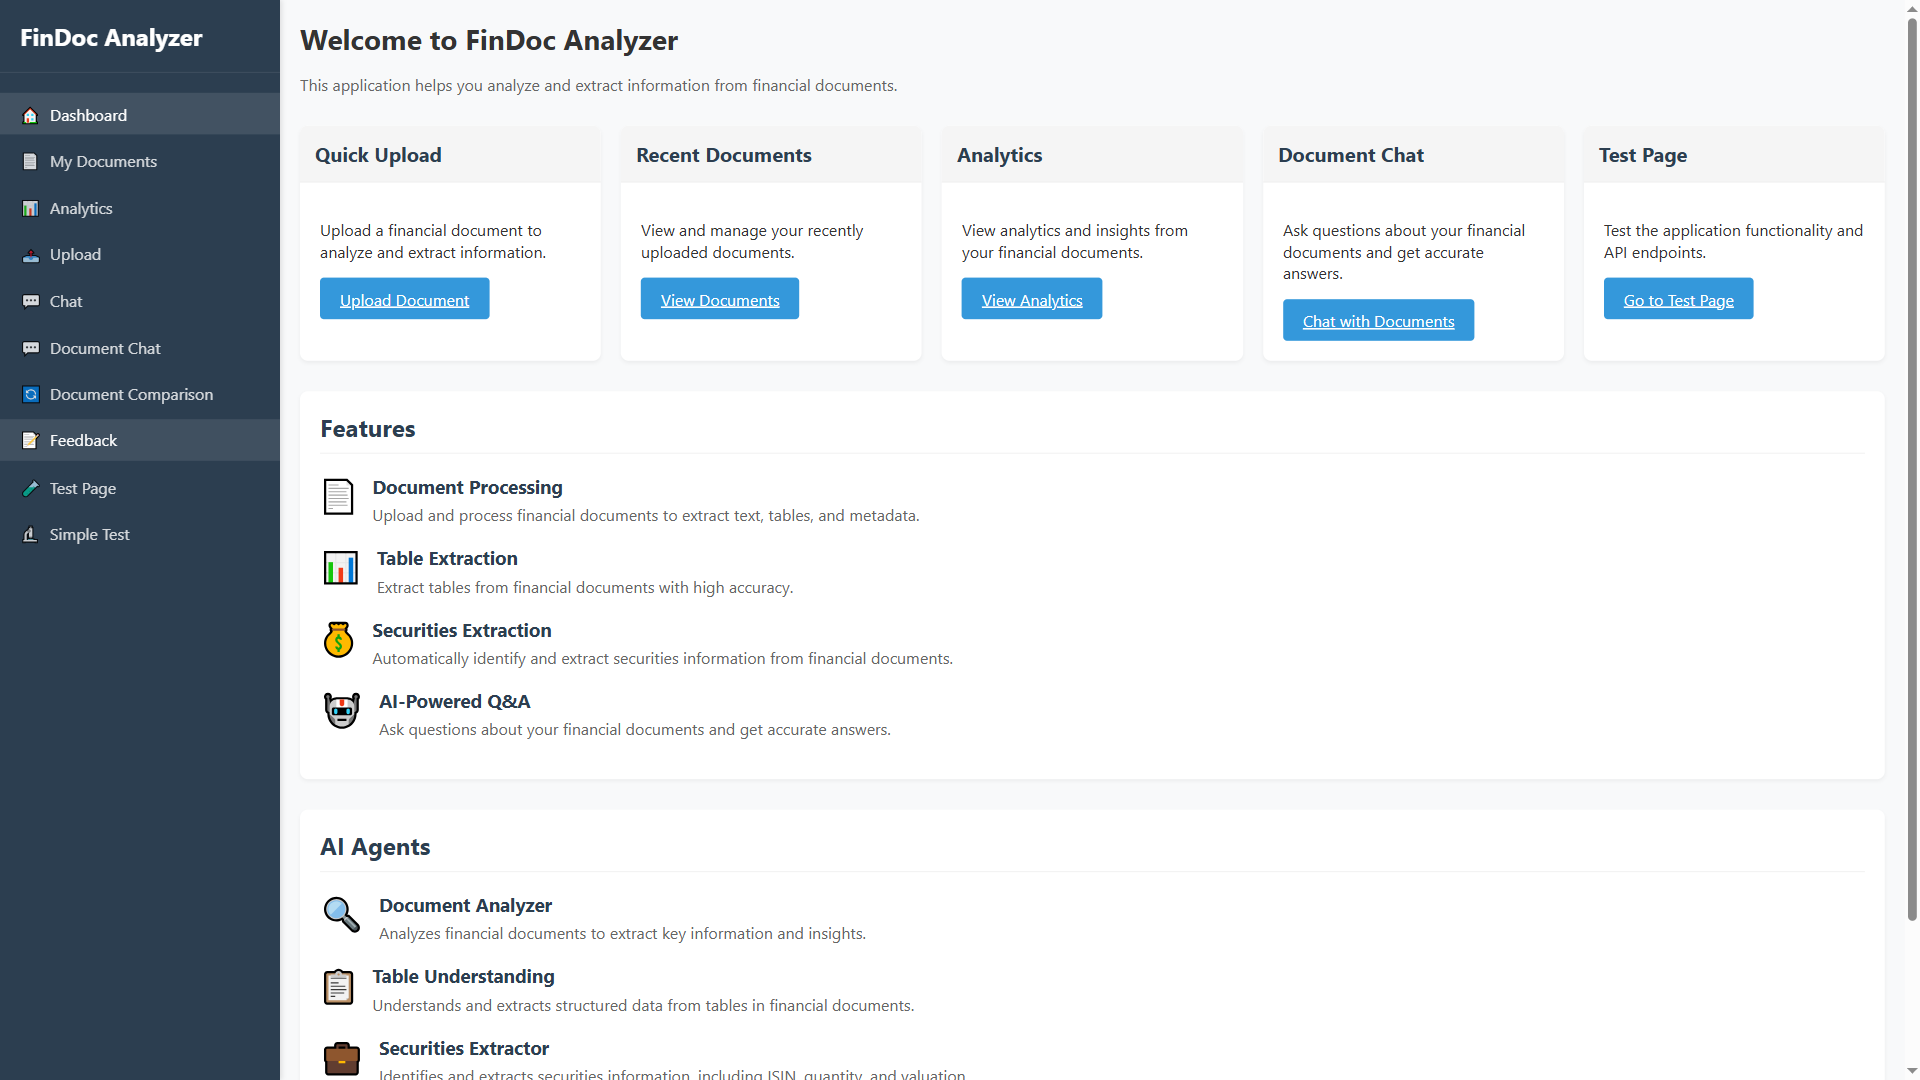 FinDoc Analyzer
Dashboard
My Documents
Analytics
Upload
Chat
Document Chat
Document Comparison
Feedback
Test Page
Simple Test
Welcome to FinDoc Analyzer
This application helps you analyze and extract information from financial documents.
Quick Upload
Upload a financial document to
analyze and extract information.
Upload Document
Recent Documents
View and manage your recently
uploaded documents.
View Documents
Analytics
View analytics and insights from
your financial documents.
View Analytics
Document Chat
Ask questions about your financial
documents and get accurate
answers.
Chat with Documents
Test Page
Test the application functionality and
API endpoints.
Go to Test Page
Features
Document Processing
Upload and process financial documents to extract text, tables, and metadata.
Table Extraction
Extract tables from financial documents with high accuracy.
Securities Extraction
Automatically identify and extract securities information from financial documents.
AI-Powered Q&A
Ask questions about your financial documents and get accurate answers.
AI Agents
Document Analyzer
Analyzes financial documents to extract key information and insights.
Table Understanding
Understands and extracts structured data from tables in financial documents.
Securities Extractor
Identifies and extracts securities information, including ISIN, quantity, and valuation.